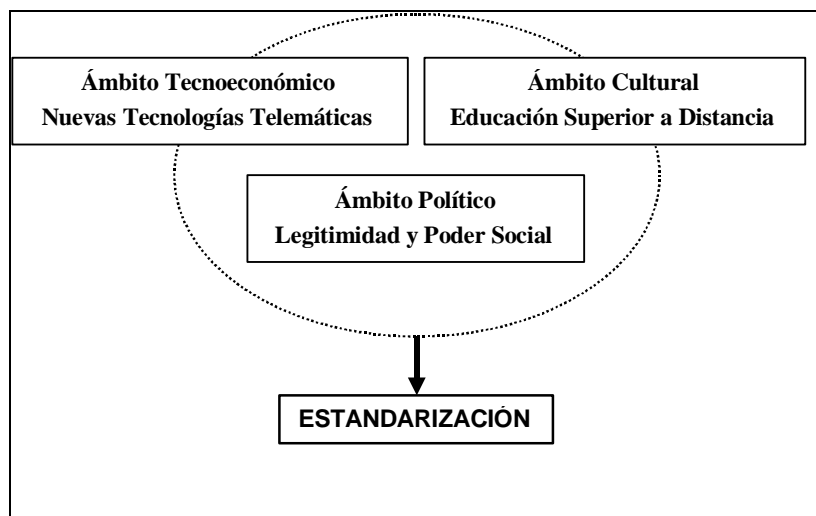 Ámbito Tecnoeconómico
Nuevas Tecnologías Telemáticas
Ámbito Cultural
Educación Superior a Distancia
Ámbito Político
Legitimidad y Poder Social
ESTANDARIZACIÓN